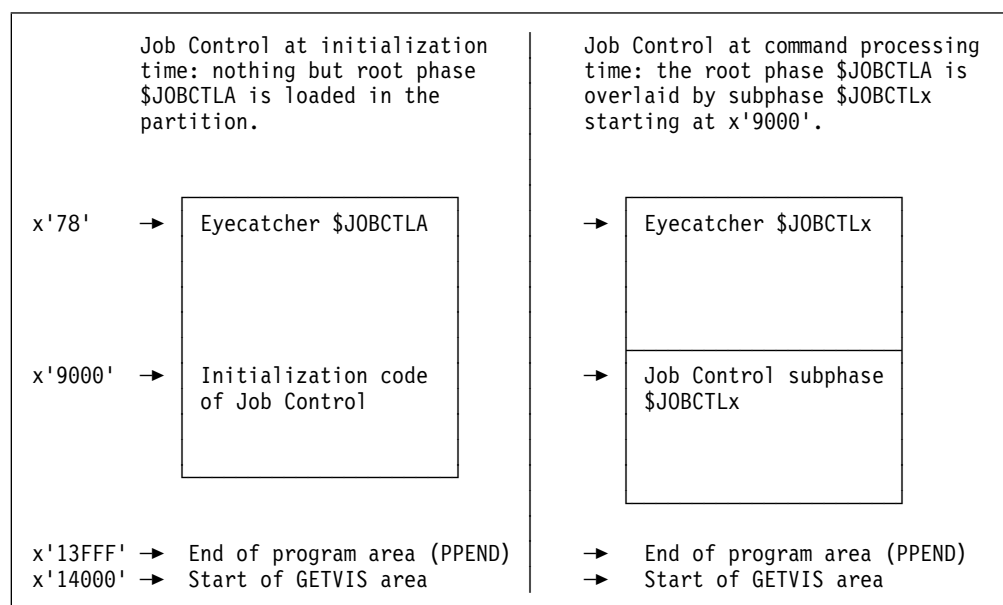 Job Control at initialization
time: nothing but root phase
$JOBCTLA is loaded in the
partition.
Job Control at command processing
time: the root phase $JOBCTLA is
overlaid by subphase $JOBCTLx
starting at x'9000'.
x'78' → Eyecatcher $JOBCTLA
→ Eyecatcher $JOBCTLx
x'9000' → Initialization code
of Job Control
→ Job Control subphase
$JOBCTLx
x'13FFF' → End of program area (PPEND)
x'14000' → Start of GETVIS area
→ End of program area (PPEND)
→ Start of GETVIS area